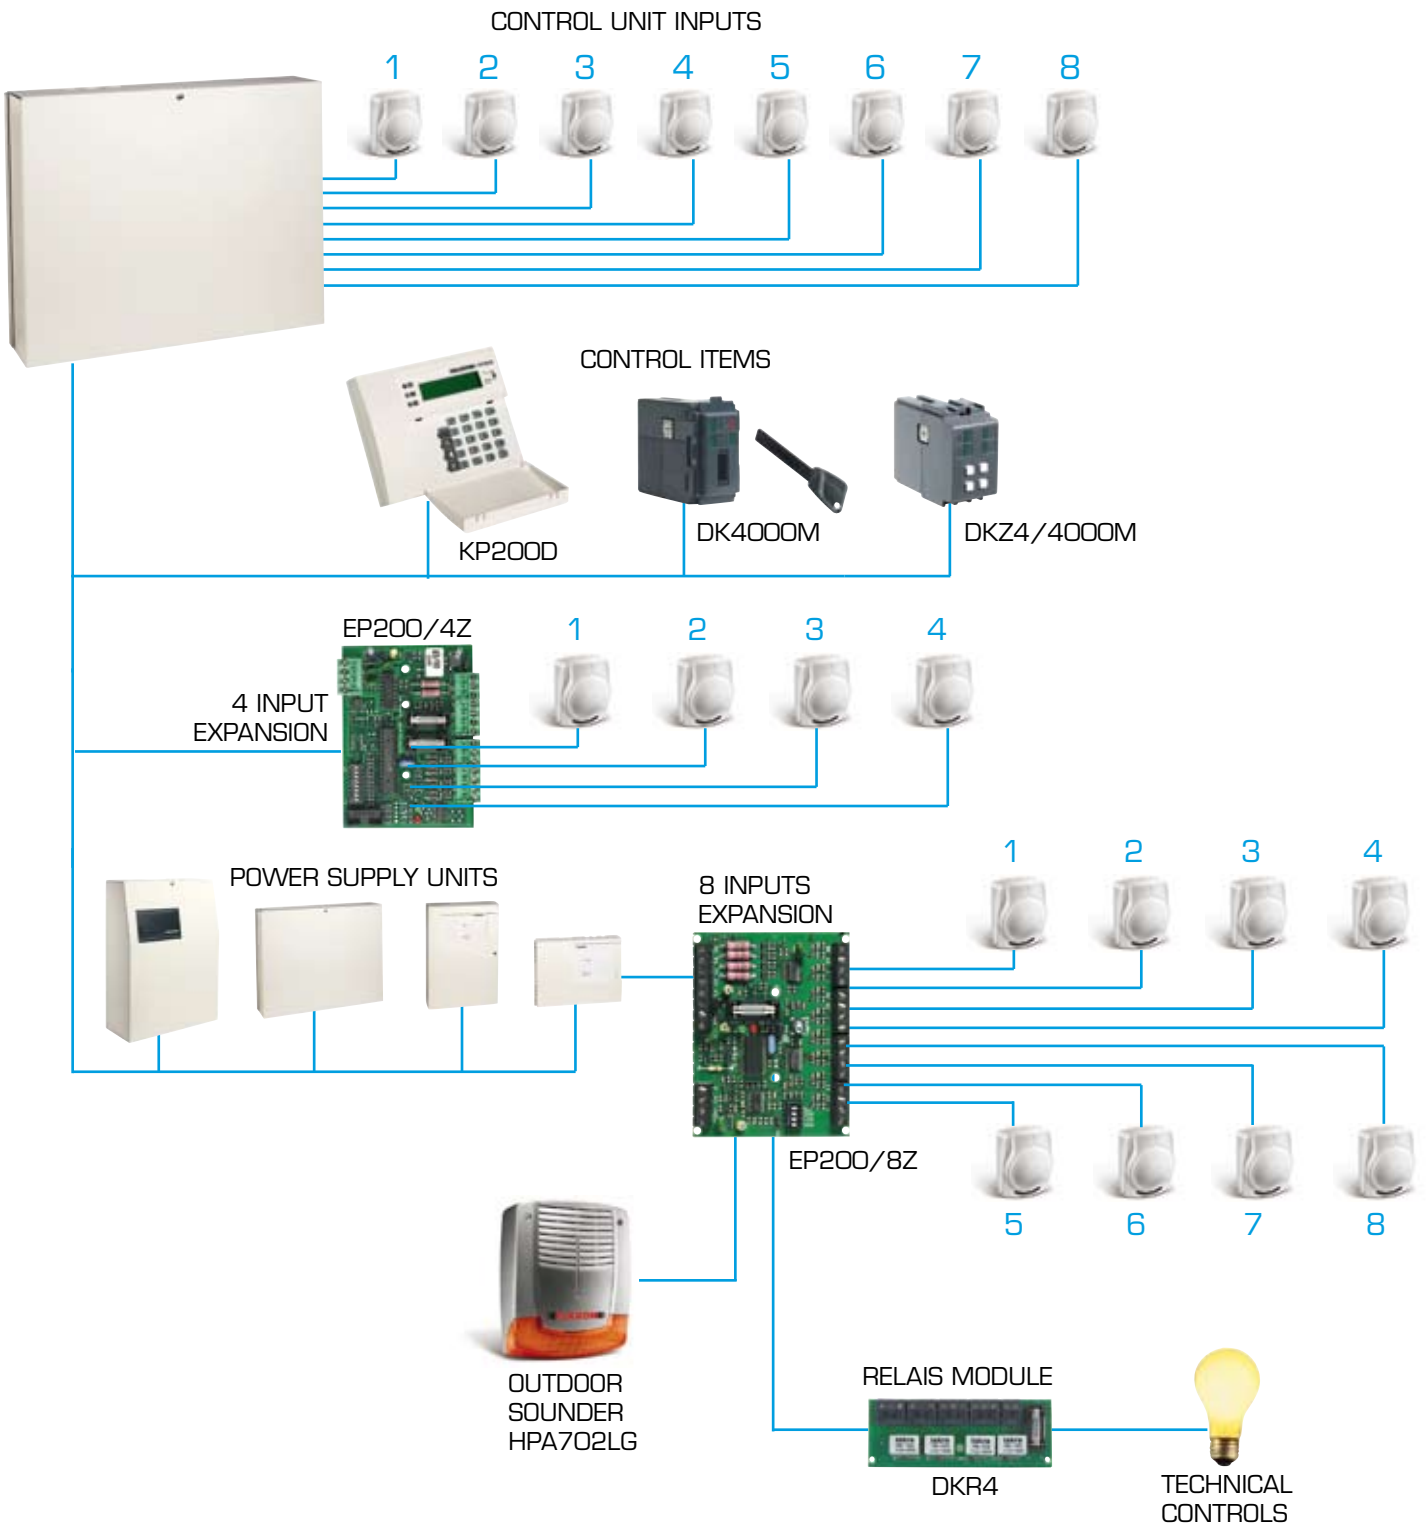 CONTROL UNIT INPUTS
1 2 3 4 5 6 7 8
CONTROL ITEMS
KP200D
DK4000M
DKZ4/4000M
EP200/4Z
1 2 3 4
4 INPUT
EXPANSION
POWER SUPPLY UNITS
8 INPUTS
EXPANSION
1 2 3 4
EP200/8Z
5 6 7 8
OUTDOOR
SOUNDER
HPA702LG
RELAIS MODULE
DKR4
TECHNICAL
CONTROLS